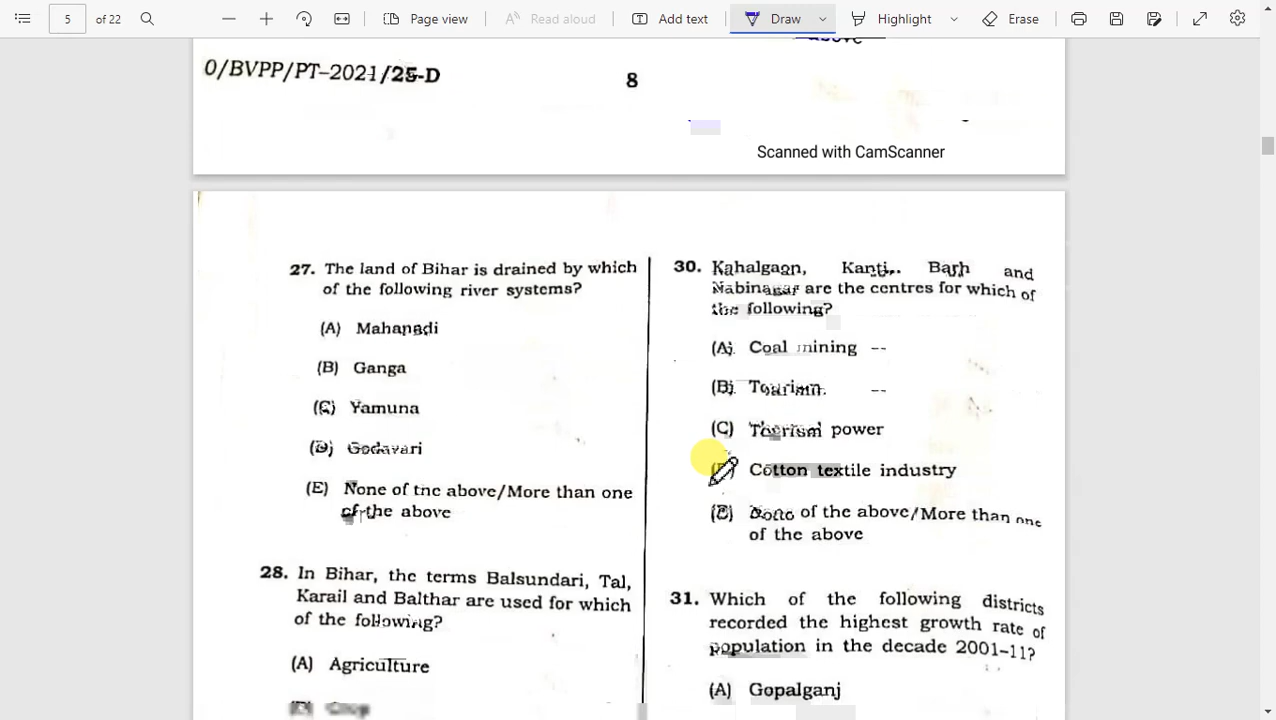 5 of 22 Page view Read aloud Add text Draw Highlight Erase
above
0/BVPP/PT-2021/25-D
8
Scanned with CamScanner
27. The land of Bihar is drained by which
of the following river systems?
(A) Mahanadi
(B) Ganga
(C) Yamuna
(D) Godavari
(E) None of the above/More than one
of the above
28. In Bihar, the terms Balsundari, Tal,
Karail and Balthar are used for which
of the following?
(A) Agriculture
30. Kahalgaon, Kanti, Barh and
Nabinagar are the centres for which of
the following?
(A) Coal mining
(B) Tourism
(C) power
Cotton textile industry
(E) None of the above/More than one
of the above
31. Which of the following districts
recorded the highest growth rate of
population in the decade 2001-11?
(A) Gopalganj